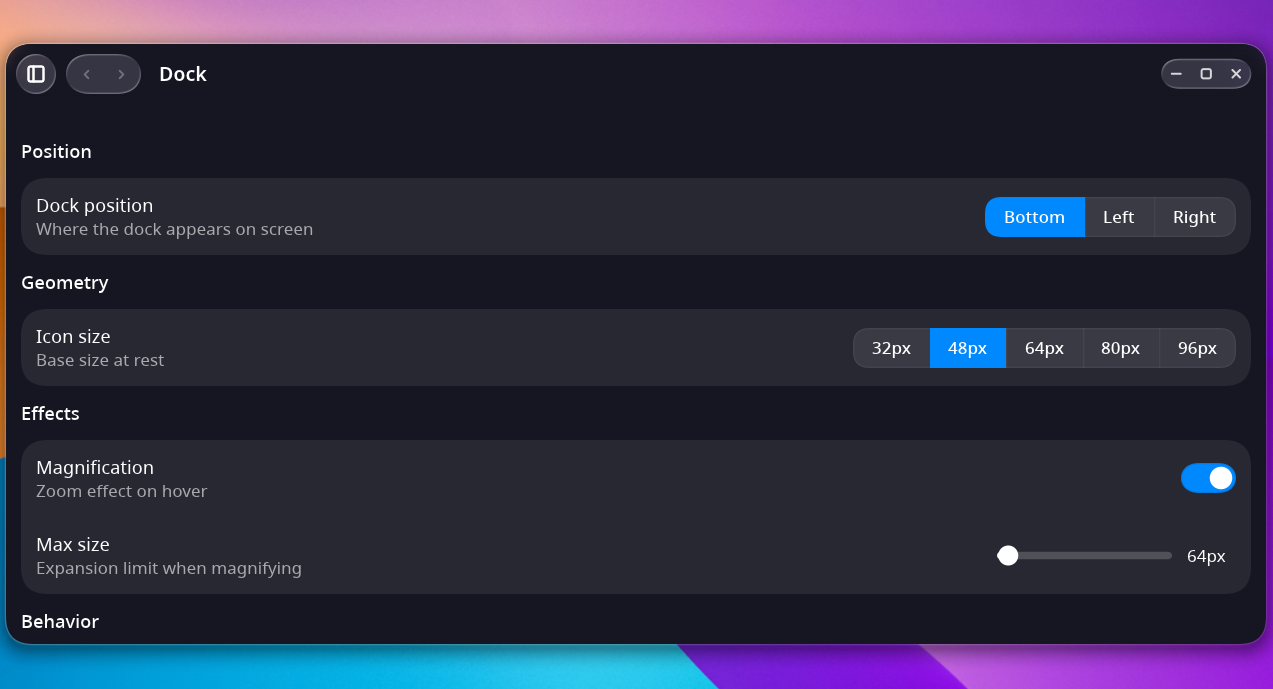 Dock
Position
Dock position
Where the dock appears on screen
Bottom Left Right
Geometry
Icon size
Base size at rest
32px 48px 64px 80px 96px
Effects
Magnification
Zoom effect on hover
Max size
Expansion limit when magnifying
64px
Behavior